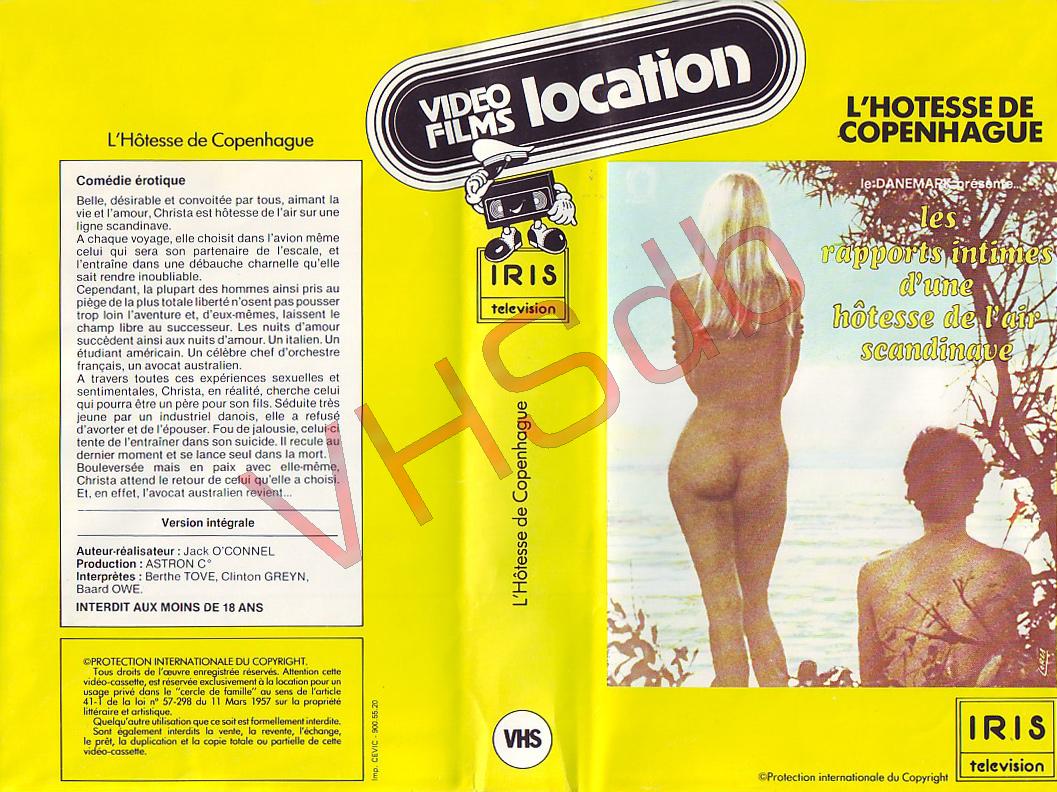 L'Hôtesse de Copenhague
Comédie érotique
Belle, désirable et convoitée par tous, aimant la
vie et l'amour, Christa est hôtesse de l'air sur une
ligne scandinave.
A chaque voyage, elle choisit dans l'avion même
celui qui sera son partenaire de l'escale, et
l'entraîne dans une débauche charnelle qu'elle
sait rendre inoubliable.
Cependant, la plupart des hommes ainsi pris au
piège de la plus totale liberté n'osent pas pousser
trop loin l'aventure et, d'eux-mêmes, laissent le
champ libre au successeur. Les nuits d'amour
succèdent ainsi aux nuits d'amour. Un italien. Un
étudiant américain. Un célèbre chef d'orchestre
français, un avocat australien.
A travers toutes ces expériences sexuelles et
sentimentales, Christa, en réalité, cherche celui
qui pourra être un père pour son fils. Séduite très
jeune par un industriel danois, elle a refusé
d'avorter et de l'épouser. Fou de jalousie, celui-ci
tente de l'entraîner dans son suicide. Il recule au
dernier moment et se lance seul dans la mort.
Bouleversée mais en paix avec elle-même,
Christa attend le retour de celui qu'elle a choisi.
Et, en effet, l'avocat australien revient...
Version intégrale
Auteur-réalisateur : Jack O'CONNEL
Production : ASTRON C°
Interprètes : Berthe TOVE, Clinton GREYN,
Baard OWE.
INTERDIT AUX MOINS DE 18 ANS
©PROTECTION INTERNATIONALE DU COPYRIGHT.
Tous droits de l'œuvre enregistrée réservés. Attention cette
vidéo-cassette, est réservée exclusivement à la location pour un
usage privé dans le "cercle de famille" au sens de l'article
41-1 de la loi n° 57-298 du 11 Mars 1957 sur la propriété
littéraire et artistique.
Quelqu'autre utilisation que ce soit est formellement interdite.
Sont également interdits la vente, la revente, l'échange,
le prêt, la duplication et la copie totale ou partielle de cette
vidéo-cassette.
Imp. CEVIC - 900.55.20
VIDEO
FILMS
location
IRIS
television
L'Hôtesse de Copenhague
VHS
L'HOTESSE DE
COPENHAGUE
le DANEMARK présente...
les
rapports intimes
d'une
hôtesse de l'air
scandinave
IRIS
television
©Protection internationale du Copyright
VHSdb